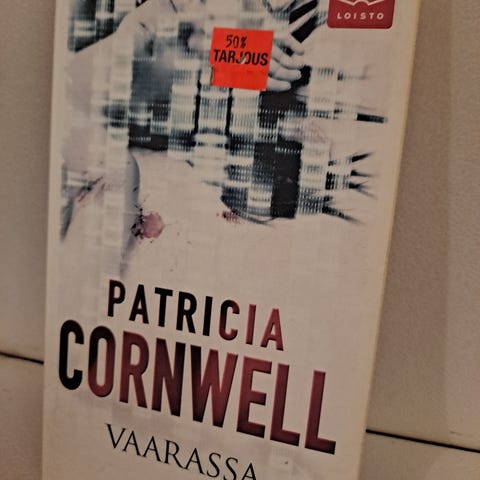 LOISTO
50%
TARJOUS
PATRICIA
CORNWELL
VAARASSA